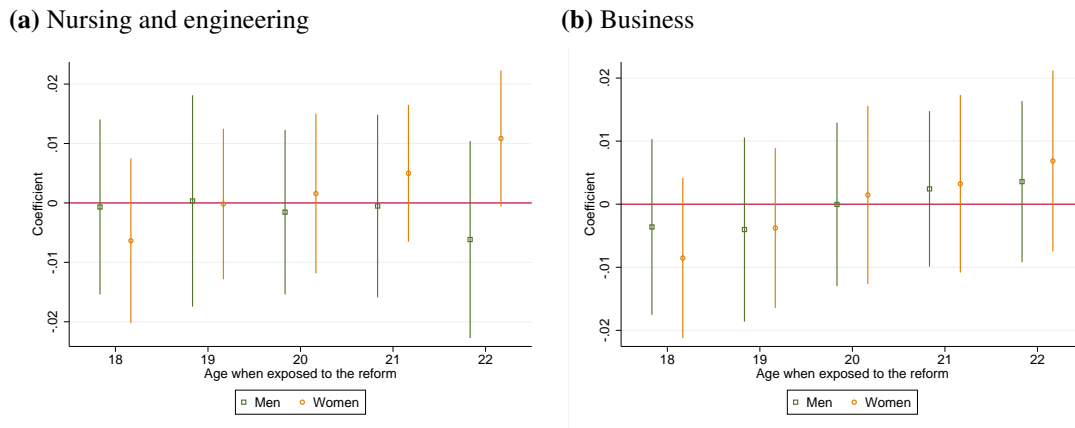 (a) Nursing and engineering
.02
.01
0
-.01
-.02
Coefficient
18 19 20 21 22
Age when exposed to the reform
Men Women
(b) Business
.02
.01
0
-.01
-.02
Coefficient
18 19 20 21 22
Age when exposed to the reform
Men Women